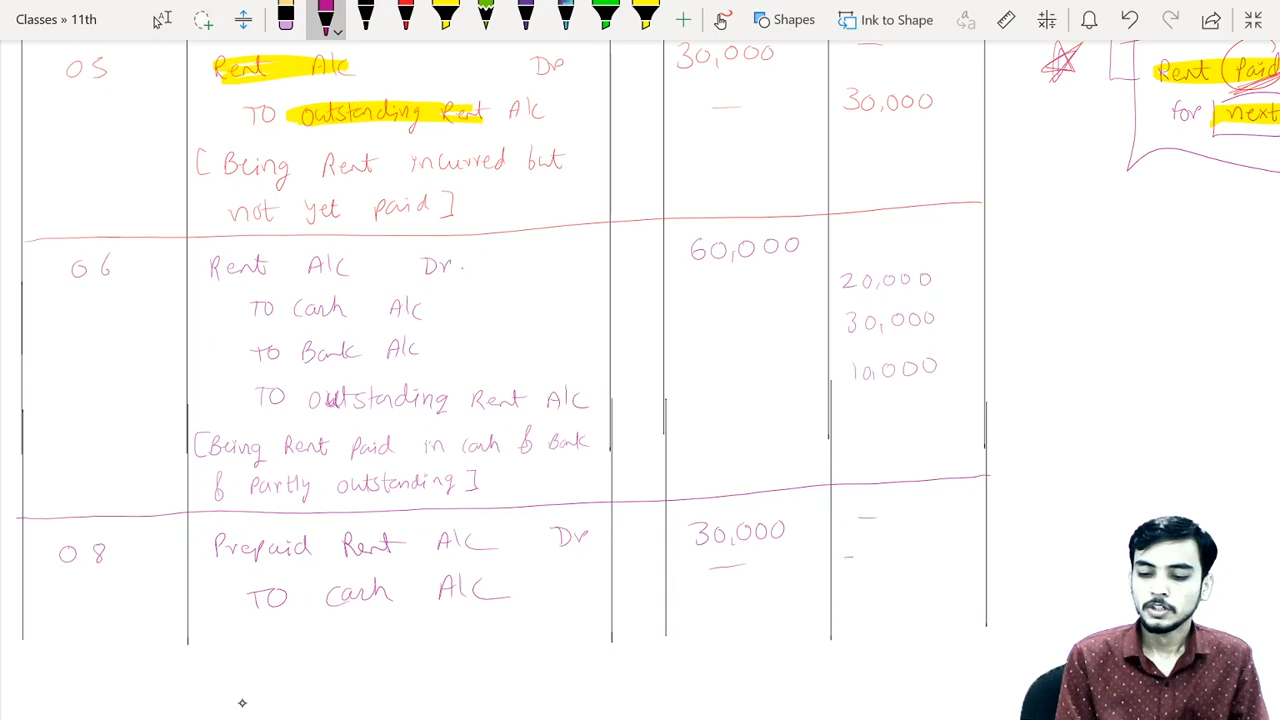 Classes » 11th
Shapes
Ink to Shape
05 Rent A/c Dr 30,000 —
TO Outstanding Rent A/c — 30,000
[Being Rent incurred but
not yet paid]
06 Rent A/c Dr. 60,000
TO Cash A/c 20,000
TO Bank A/c 30,000
TO Outstanding Rent A/c 10,000
[Being Rent Paid in cash & Bank
& Partly outstanding]
08 Prepaid Rent A/c Dr 30,000 —
TO Cash A/c — -
Rent Paid
for next